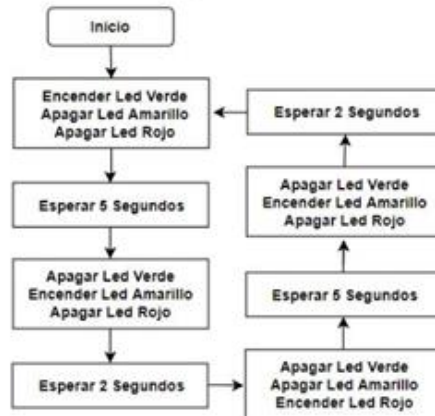 Inicio
Encender Led Verde
Apagar Led Amarillo
Apagar Led Rojo
Esperar 5 Segundos
Apagar Led Verde
Encender Led Amarillo
Apagar Led Rojo
Esperar 2 Segundos
Apagar Led Verde
Apagar Led Amarillo
Encender Led Rojo
Esperar 5 Segundos
Apagar Led Verde
Encender Led Amarillo
Apagar Led Rojo
Esperar 2 Segundos